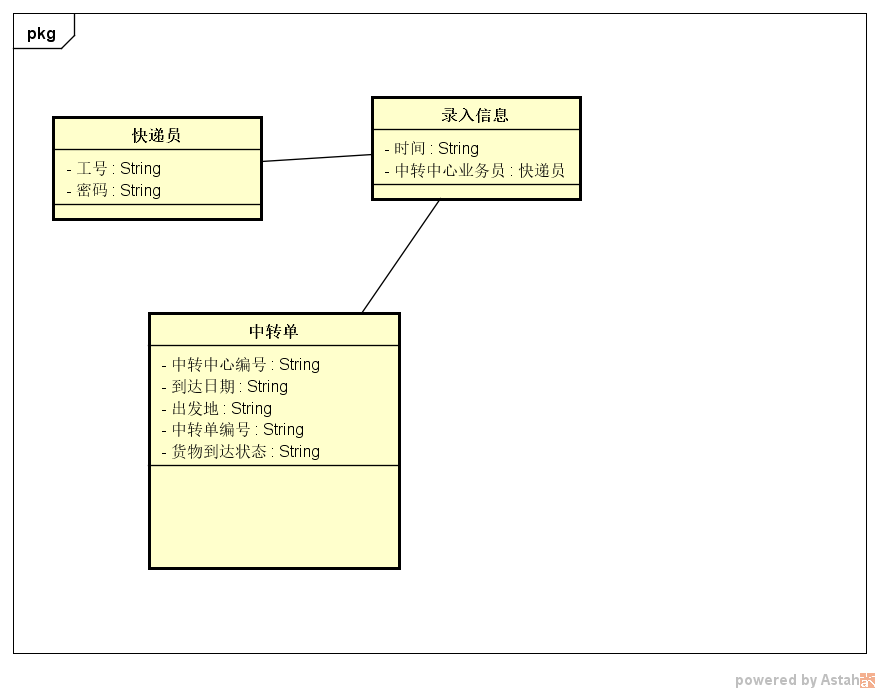 pkg
快递员
- 工号 : String
- 密码 : String
录入信息
- 时间 : String
- 中转中心业务员 : 快递员
中转单
- 中转中心编号 : String
- 到达日期 : String
- 出发地 : String
- 中转单编号 : String
- 货物到达状态 : String
powered by Astah